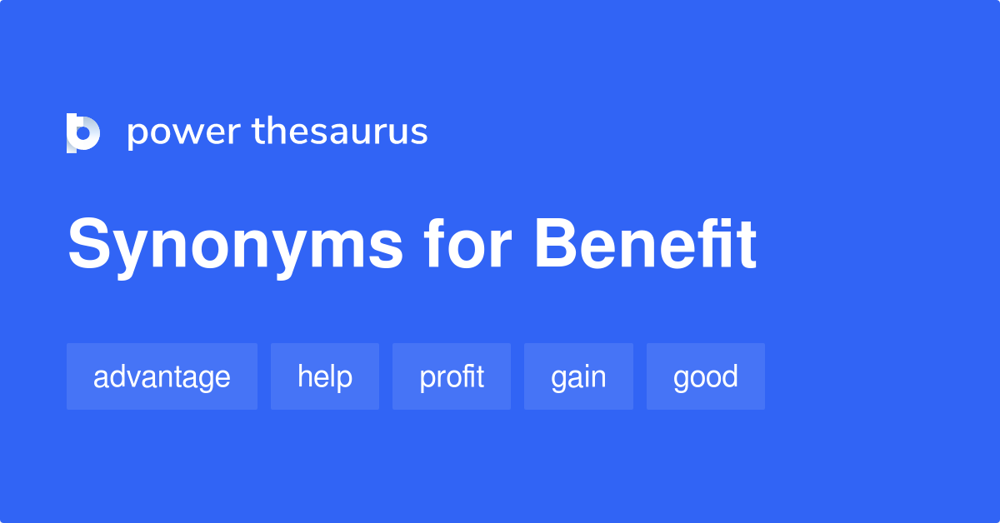 power thesaurus
Synonyms for Benefit
advantage help profit gain good